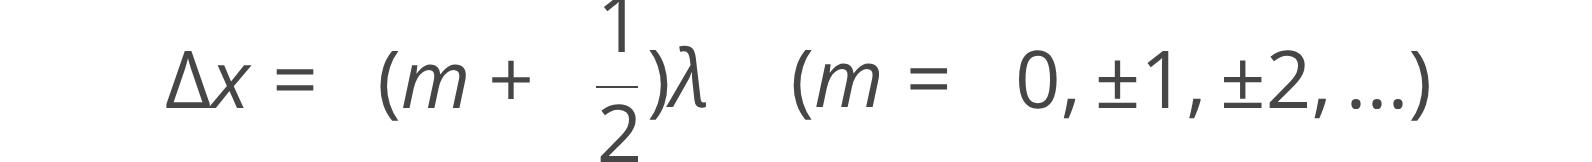 Δx = (m + 1/2)λ (m = 0, ±1, ±2, ...)